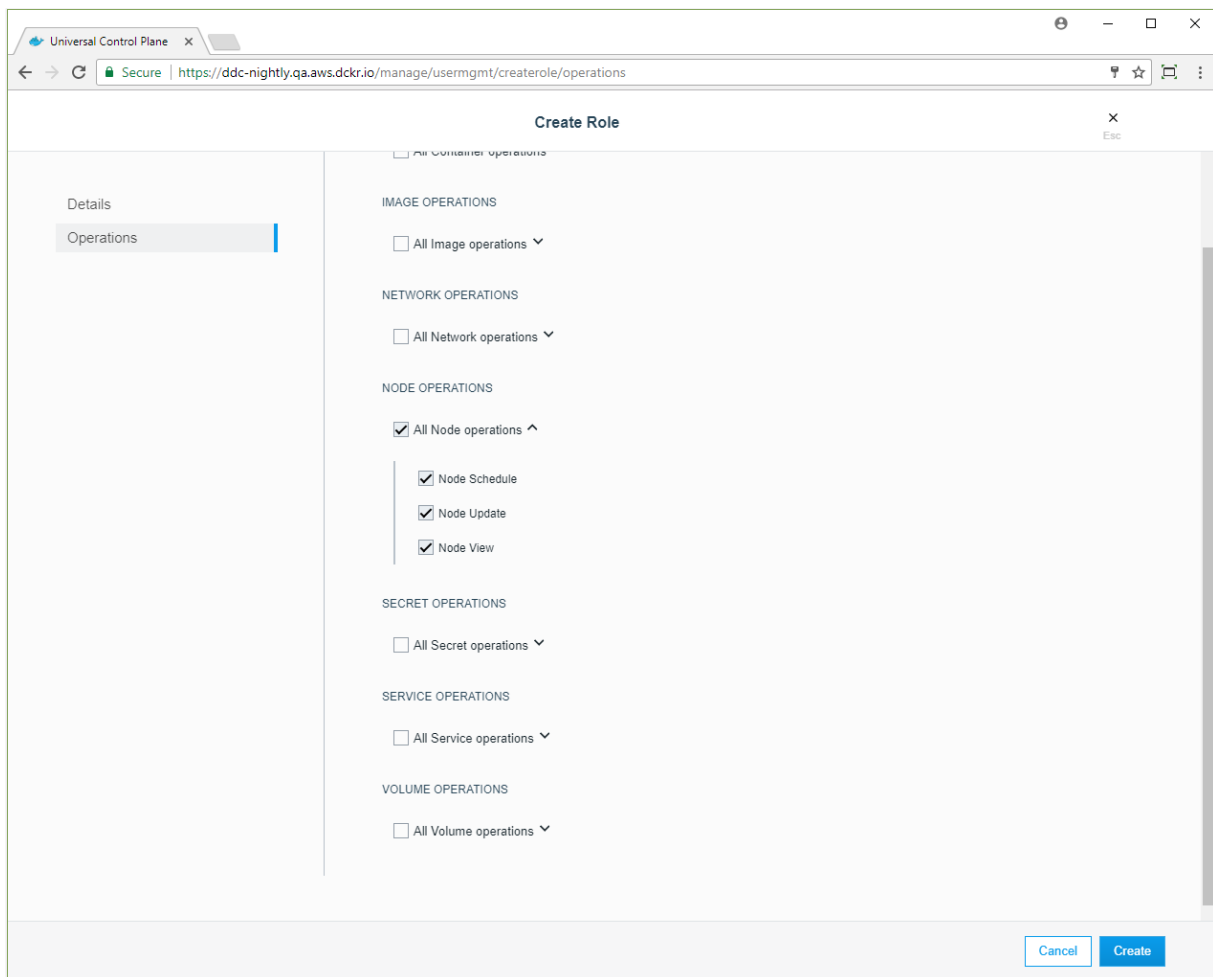 Universal Control Plane
Secure https://ddc-nightly.qa.aws.dckr.io/manage/usermgmt/createrole/operations
Create Role
Esc
All Container operations
Details
Operations
IMAGE OPERATIONS
All Image operations
NETWORK OPERATIONS
All Network operations
NODE OPERATIONS
All Node operations
Node Schedule
Node Update
Node View
SECRET OPERATIONS
All Secret operations
SERVICE OPERATIONS
All Service operations
VOLUME OPERATIONS
All Volume operations
Cancel
Create